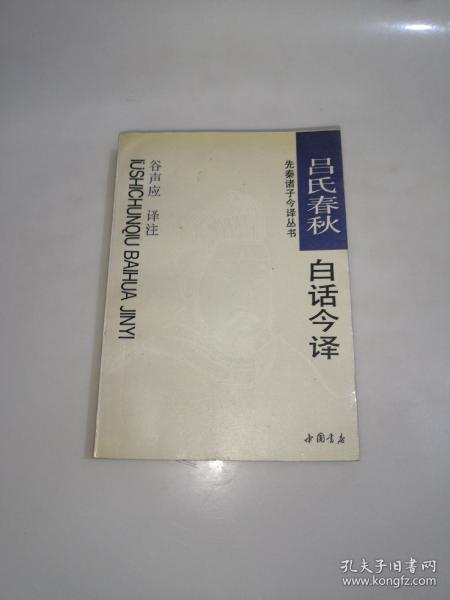 吕氏春秋
白话今译
先秦诸子今译丛书
谷声应 译注
lÜSHICHUNQIU BAIHUA JINYI
中国书店
孔夫子旧书网
www.kongfz.com